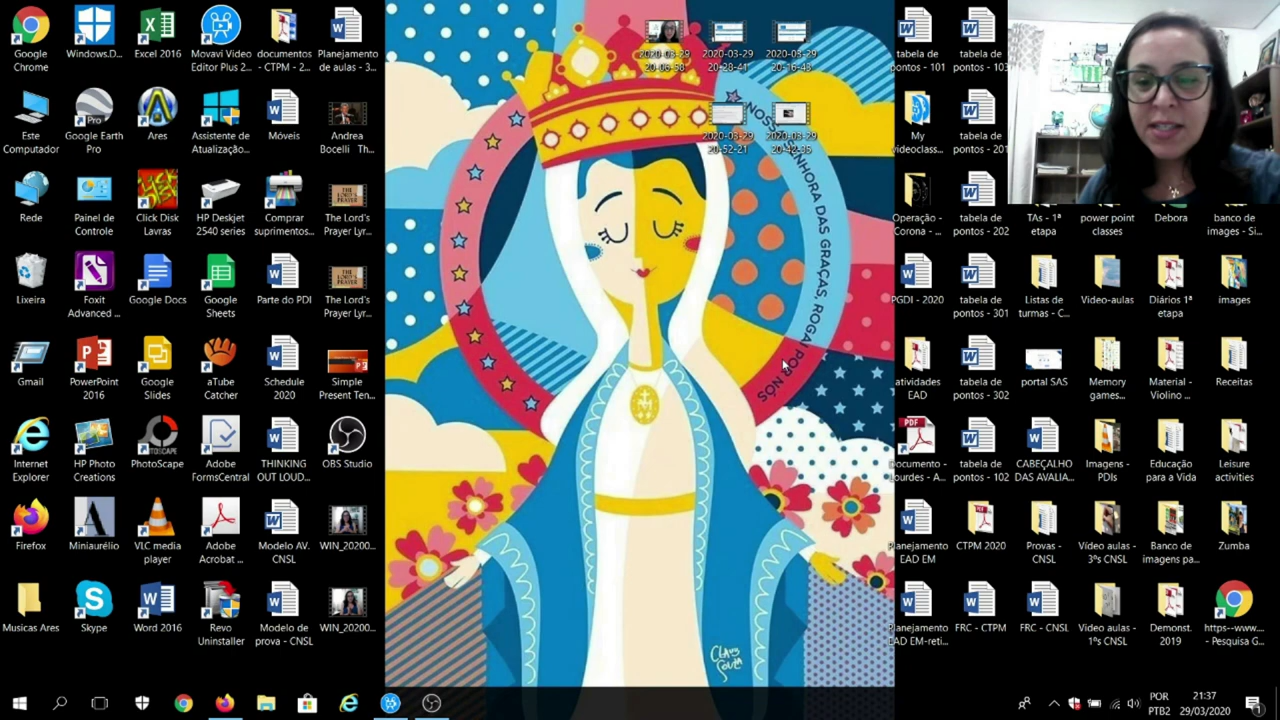 Google
Chrome
Windows.D...
Excel 2016
Movavi Video
Editor Plus 2...
documentos
- CTPM - 2...
Planejamento
de aulas - 3...
Este
Computador
Google Earth
Pro
Ares
Assistente de
Atualização...
Móveis
Andrea
Bocelli Th...
Rede
Painel de
Controle
Click Disk
Lavras
HP Deskjet
2540 series
Comprar
suprimentos...
The Lord's
Prayer Lyr...
Lixeira
Foxit
Advanced ...
Google Docs
Google
Sheets
Parte do PDI
The Lord's
Prayer Lyr...
Gmail
PowerPoint
2016
Google
Slides
aTube
Catcher
Schedule
2020
Simple
Present Ten...
Internet
Explorer
HP Photo
Creations
PhotoScape
Adobe
FormsCentral
THINKING
OUT LOUD...
OBS Studio
Firefox
Miniaurélio
VLC media
player
Adobe
Acrobat ...
Modelo AV.
CNSL
WIN_20200...
Musicas Ares
Skype
Word 2016
Revo
Uninstaller
Modelo de
prova - CNSL
WIN_20200...
2020-03-29
20-06-58
2020-03-29
20-28-41
2020-03-29
20-16-43
2020-03-29
20-52-21
2020-03-29
20-42-36
NOSSA SENHORA DAS GRAÇAS, ROGAI POR NÓS
CLAUS
SOUZA
tabela de
pontos - 101
tabela de
pontos - 103
My
videoclass...
tabela de
pontos - 201
Operação -
Corona - ...
tabela de
pontos - 202
TAs - 1ª
etapa
power point
classes
Debora
banco de
images - Si...
PGDI - 2020
tabela de
pontos - 301
Listas de
turmas - C...
Video-aulas
Diários 1ª
etapa
images
atividades
EAD
tabela de
pontos - 302
portal SAS
Memory
games...
Material -
Violino ...
Receitas
PDF
documento -
Lourdes - A...
tabela de
pontos - 102
CABEÇALHO
DAS AVALIA...
Imagens -
PDIs
Educação
para a Vida
Leisure
activities
Planejamento
EAD EM
CTPM 2020
Provas -
CNSL
Vídeo aulas -
3ºs CNSL
Banco de
imagens pa...
Zumba
Planejamento
EAD EM-reti...
FRC - CTPM
FRC - CNSL
Vídeo aulas -
1ºs CNSL
Demonst.
2019
https--www....
- Pesquisa G...
POR
PTB2
21:37
29/03/2020
1